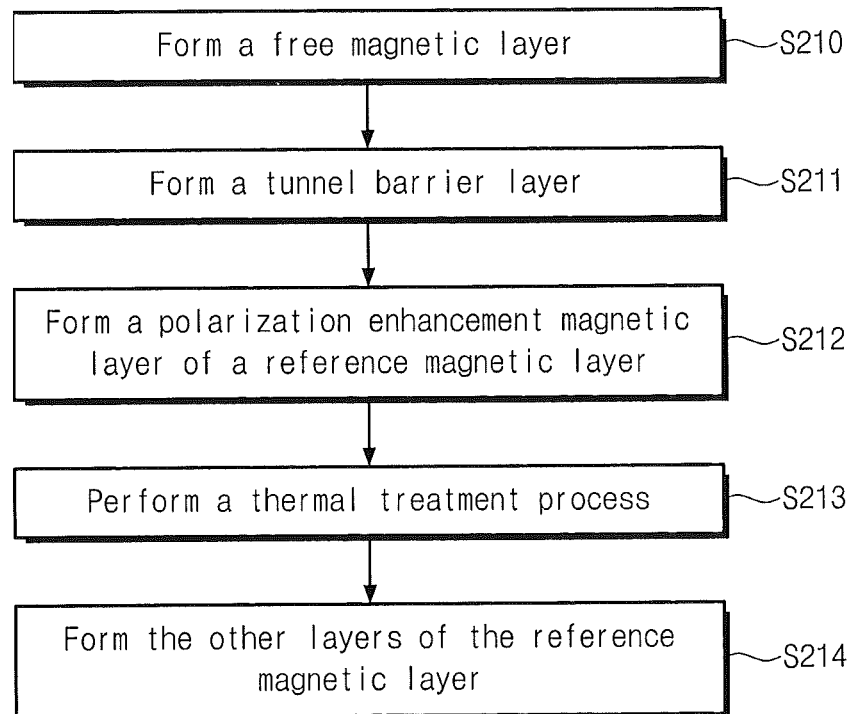 Form a free magnetic layer
S210
Form a tunnel barrier layer
S211
Form a polarization enhancement magnetic
layer of a reference magnetic layer
S212
Perform a thermal treatment process
S213
Form the other layers of the reference
magnetic layer
S214